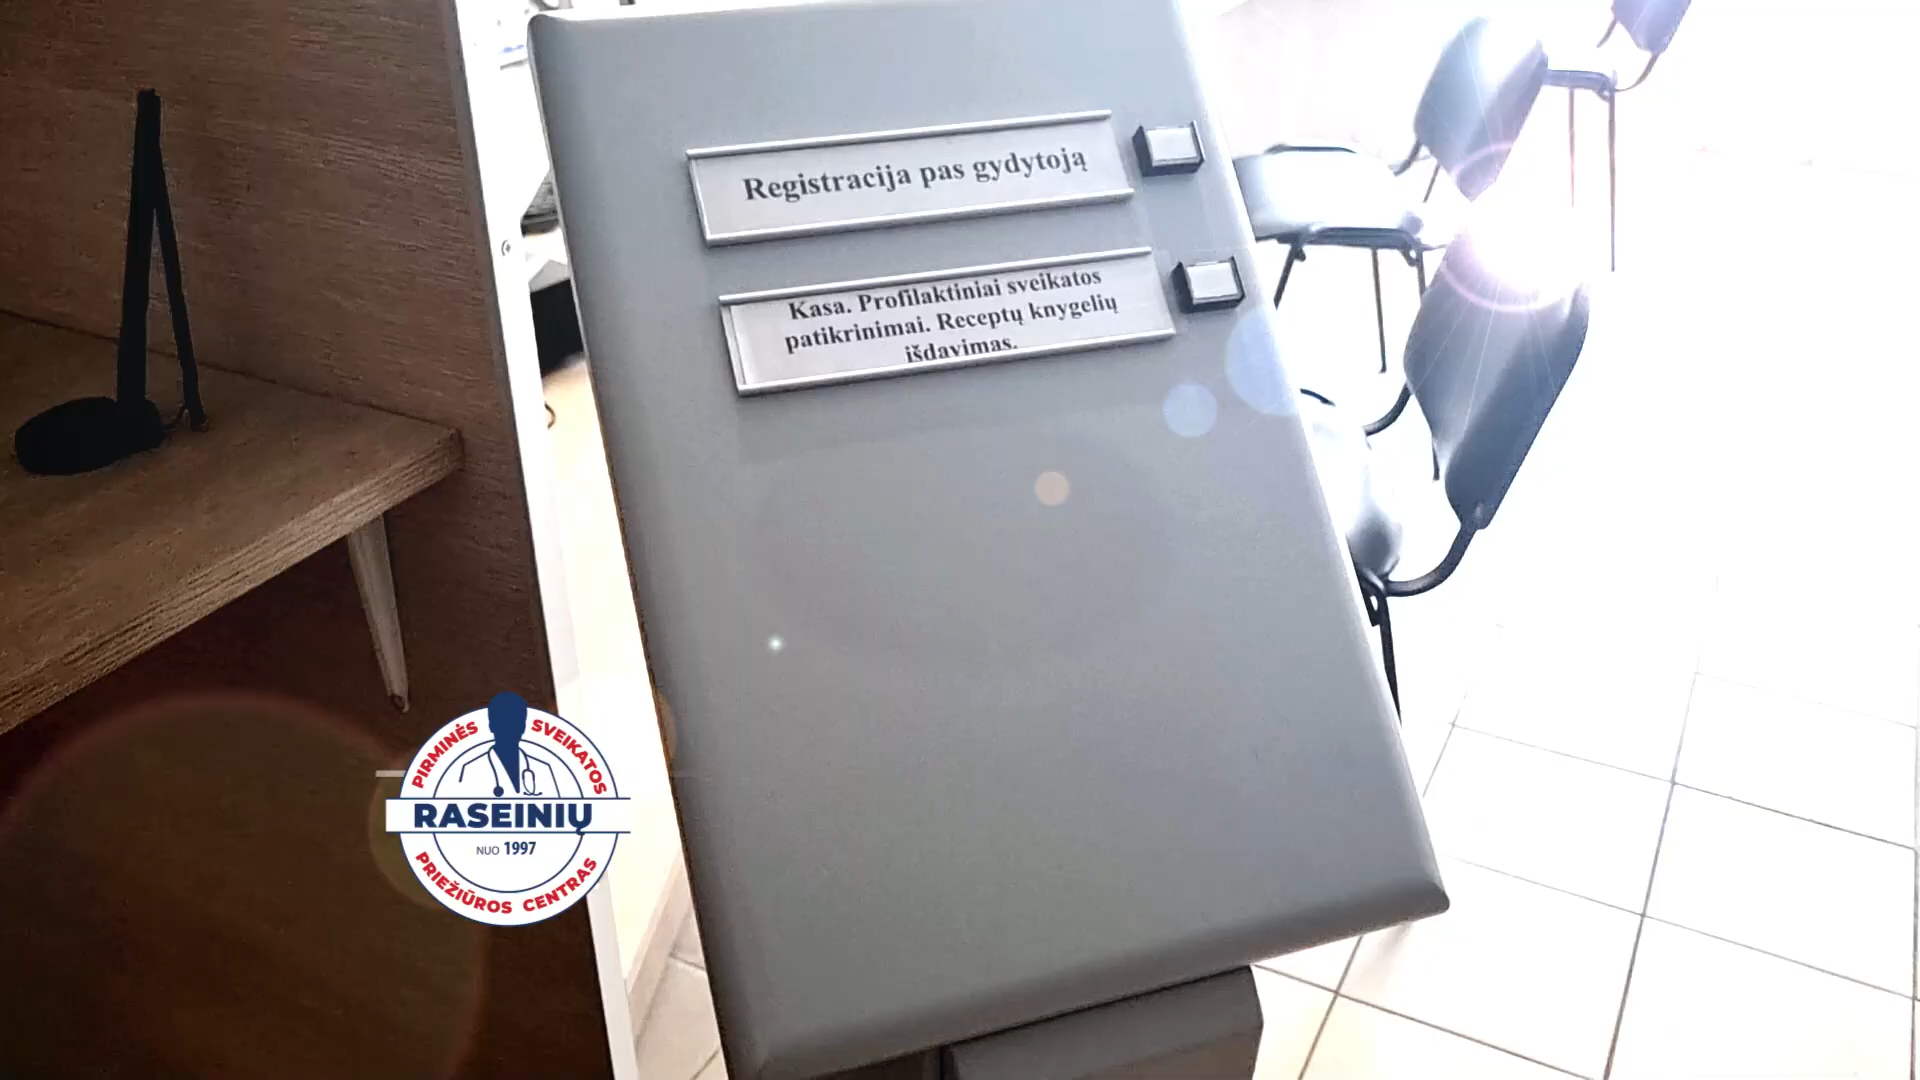 Registracija pas gydytoją
Kasa. Profilaktiniai sveikatos
patikrinimai. Receptų knygelių
išdavimas.
PIRMINĖS SVEIKATOS
RASEINIŲ
NUO 1997
PRIEŽIŪROS CENTRAS